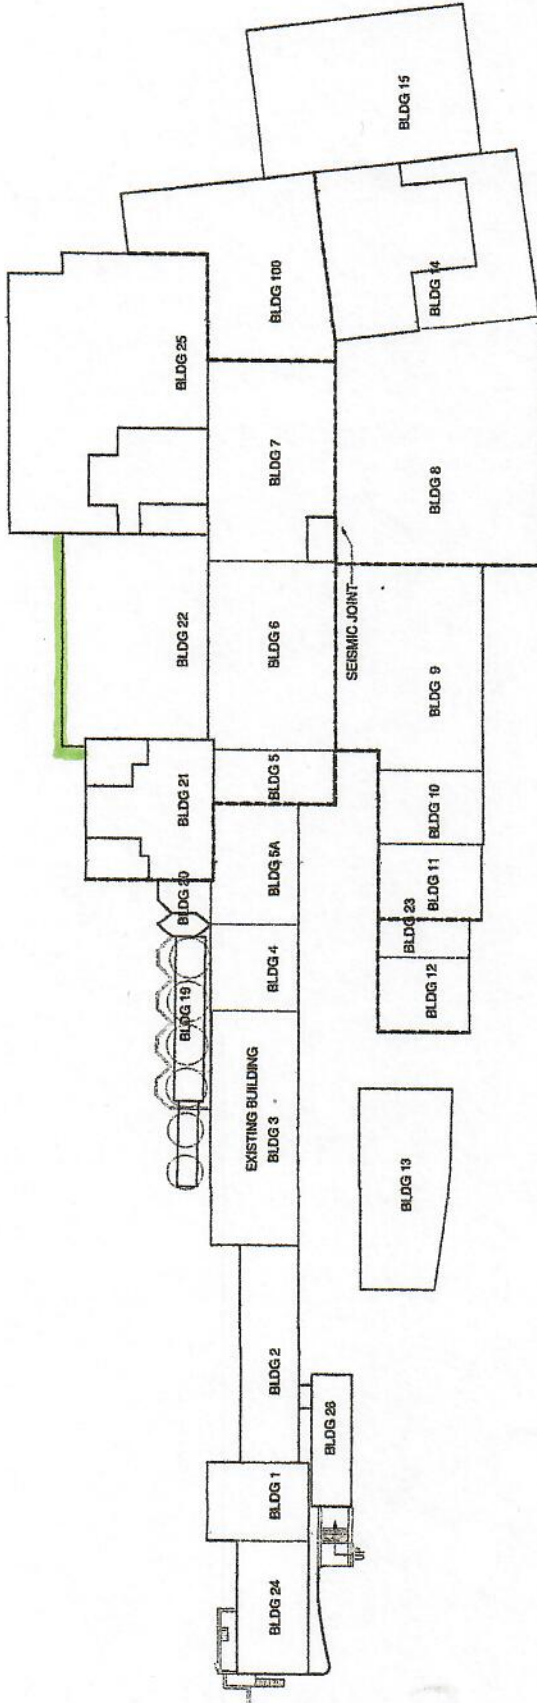 BLDG 15
BLDG 14
BLDG 100
BLDG 25
BLDG 7
BLDG 8
SEISMIC JOINT
BLDG 22
BLDG 6
BLDG 9
BLDG 21
BLDG 5
BLDG 10
BLDG 20
BLDG 5A
BLDG 11
BLDG 23
BLDG 19
BLDG 4
BLDG 12
EXISTING BUILDING
BLDG 3
BLDG 13
BLDG 2
BLDG 26
BLDG 1
UP
BLDG 24